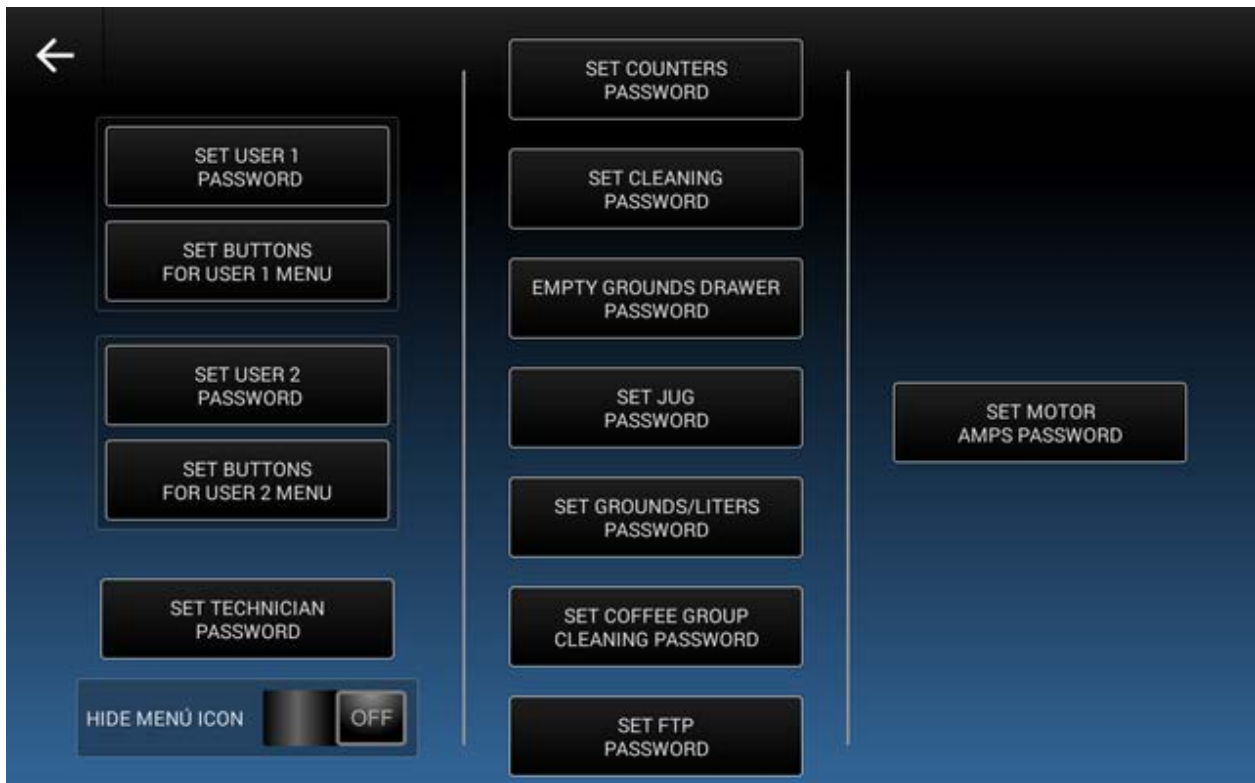 SET USER 1
PASSWORD
SET BUTTONS
FOR USER 1 MENU
SET USER 2
PASSWORD
SET BUTTONS
FOR USER 2 MENU
SET TECHNICIAN
PASSWORD
HIDE MENÚ ICON OFF
SET COUNTERS
PASSWORD
SET CLEANING
PASSWORD
EMPTY GROUNDS DRAWER
PASSWORD
SET JUG
PASSWORD
SET GROUNDS/LITERS
PASSWORD
SET COFFEE GROUP
CLEANING PASSWORD
SET FTP
PASSWORD
SET MOTOR
AMPS PASSWORD